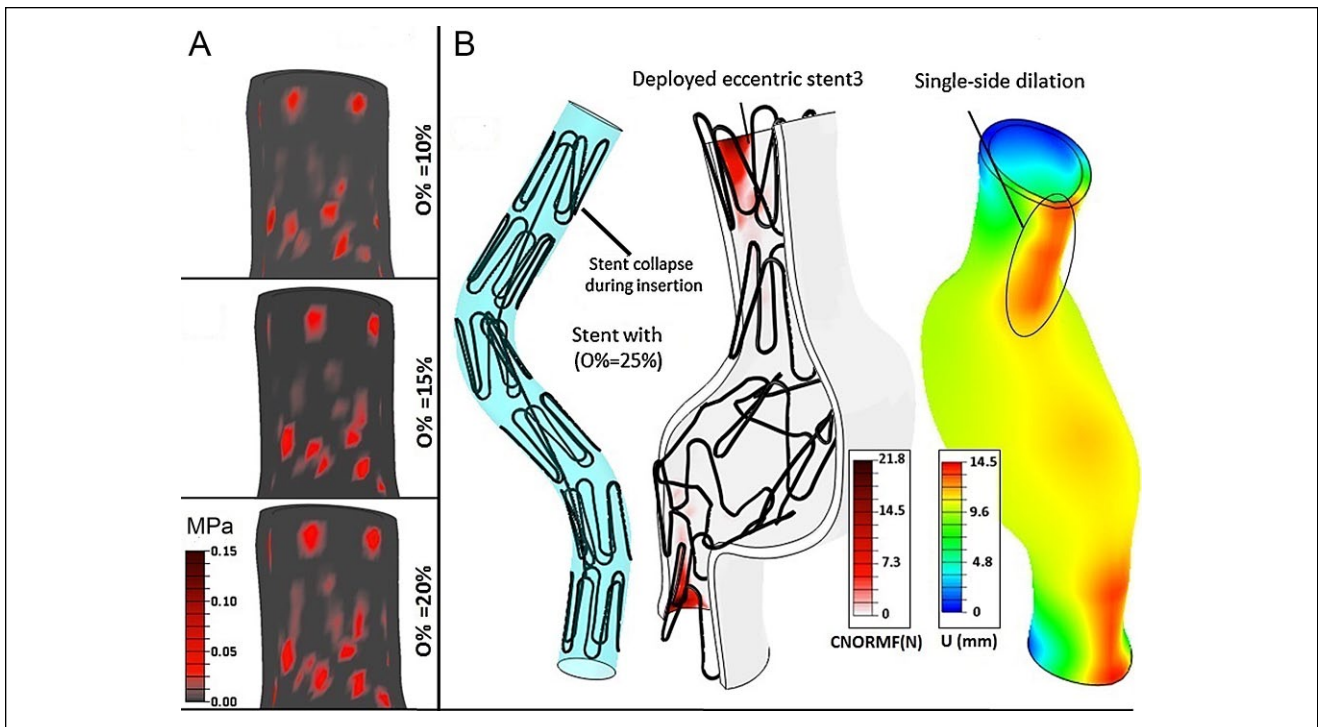 A
O% =10%
O% =15%
O% =20%
MPa
0.15
0.10
0.05
0.00
B
Deployed eccentric stent3
Single-side dilation
Stent collapse
during insertion
Stent with
(O%=25%)
21.8
14.5
7.3
0
CNORMF(N)
14.5
9.6
4.8
0
U (mm)